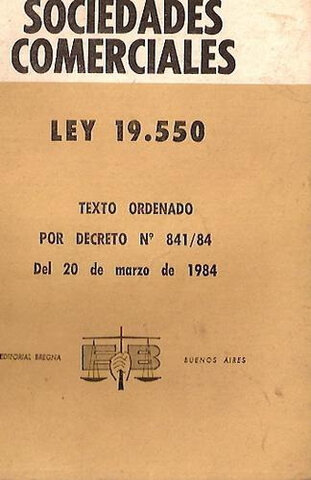 SOCIEDADES
COMERCIALES
LEY 19.550
TEXTO ORDENADO
POR DECRETO Nº 841/84
Del 20 de marzo de 1984
EDITORIAL BREGNA
EB
BUENOS AIRES